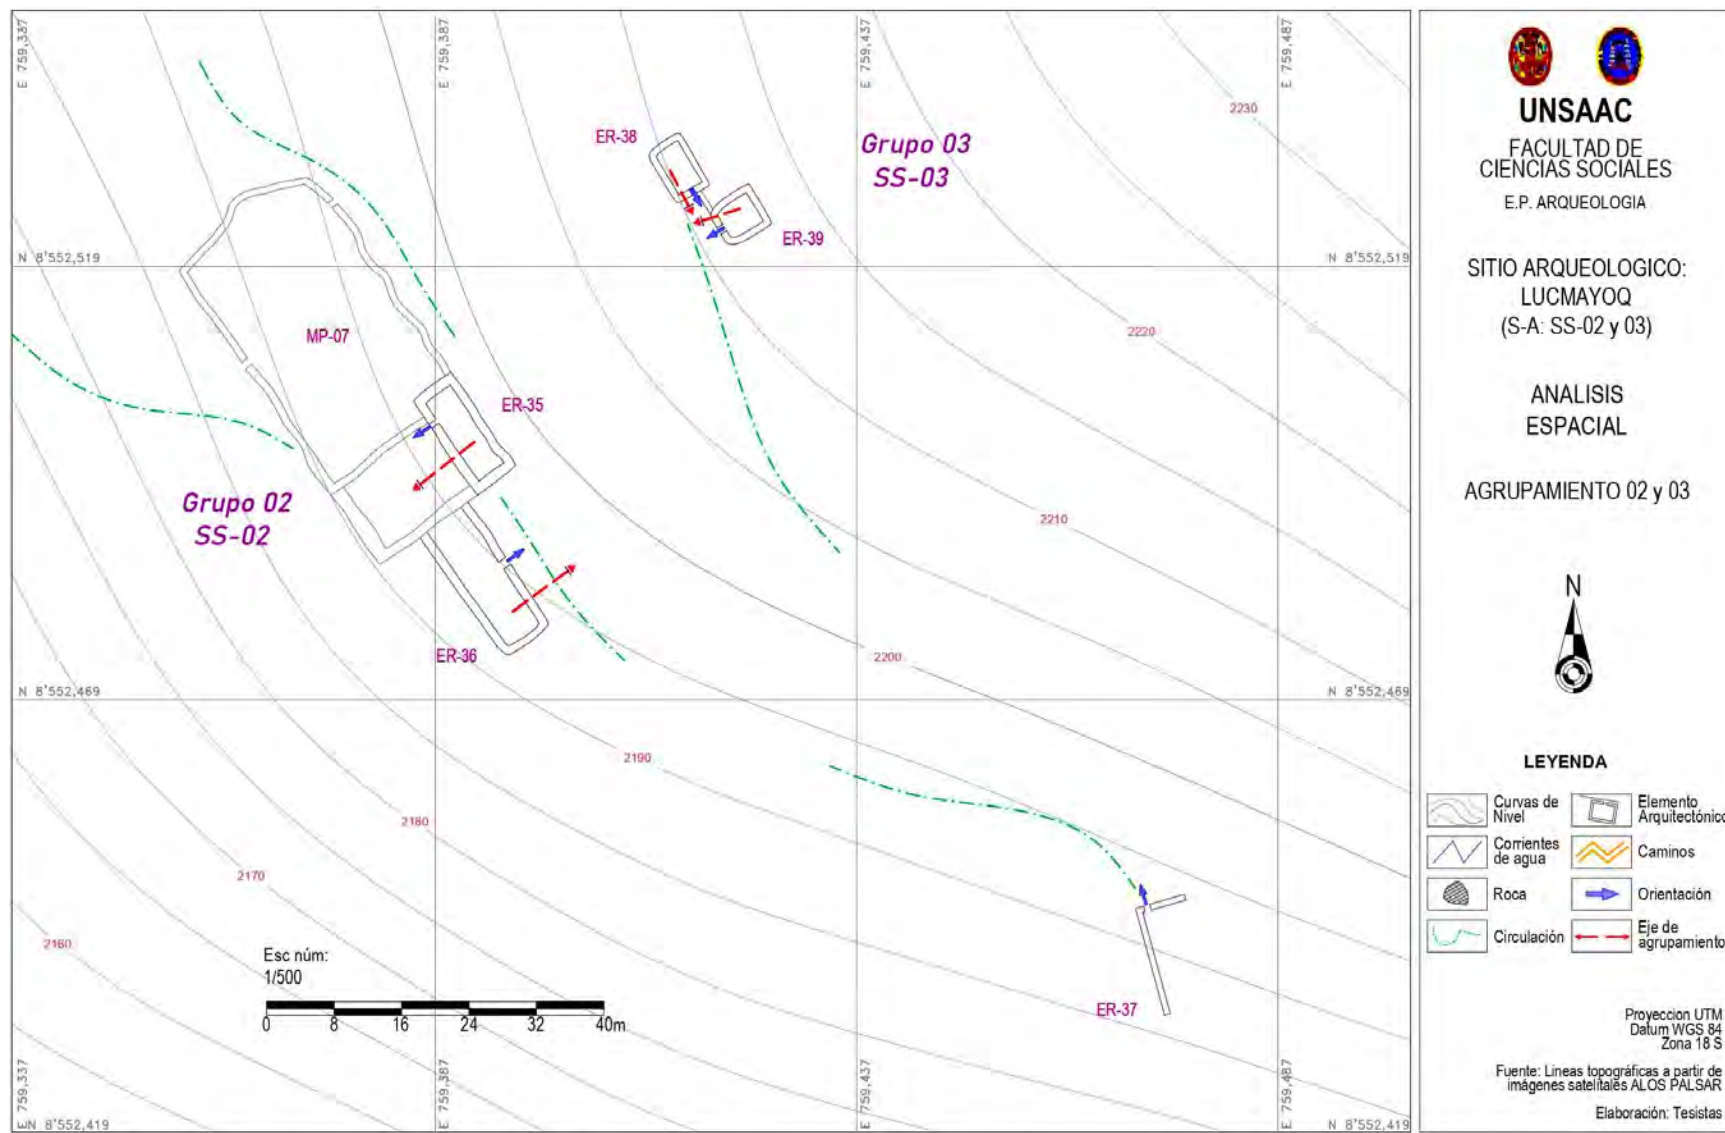 E 759,337
E 759,387
E 759,437
E 759,487
2230
ER-38
Grupo 03
SS-03
ER-39
N 8'552,519
N 8'552,519
MP-07
2220
ER-35
Grupo 02
SS-02
2210
ER-36
2200
N 8'552,469
N 8'552,469
2190
2180
2170
2160
Esc núm:
1/500
0 8 16 24 32 40m
ER-37
E 759,337
E 759,387
E 759,437
E 759,487
N 8'552,419
N 8'552,419
UNSAAC
FACULTAD DE
CIENCIAS SOCIALES
E.P. ARQUEOLOGIA
SITIO ARQUEOLOGICO:
LUCMAYOQ
(S-A: SS-02 y 03)
ANALISIS
ESPACIAL
AGRUPAMIENTO 02 y 03
N
LEYENDA
Curvas de
Nivel
Elemento
Arquitectónico
Corrientes
de agua
Caminos
Roca
Orientación
Circulación
Eje de
agrupamiento
Proyeccion UTM
Datum WGS 84
Zona 18 S
Fuente: Lineas topográficas a partir de
imágenes satelitales ALOS PALSAR
Elaboración: Tesistas